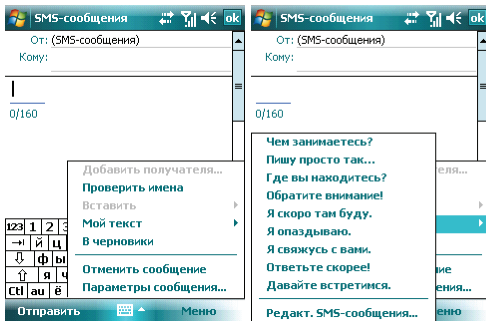 SMS-сообщения ok
От: (SMS-сообщения)
Кому:
0/160
Добавить получателя...
Проверить имена
Вставить
Мой текст
В черновики
Отменить сообщение
Параметры сообщения...
123 1 2
й ц
ф ы
я
Ctl au ё
Отправить Меню
SMS-сообщения ok
От: (SMS-сообщения)
Кому:
0/160
Чем занимаетесь?
Пишу просто так...
Где вы находитесь?
Обратите внимание!
Я скоро там буду.
Я опаздываю.
Я свяжусь с вами.
Ответьте скорее!
Давайте встретимся.
Редакт. SMS-сообщения...